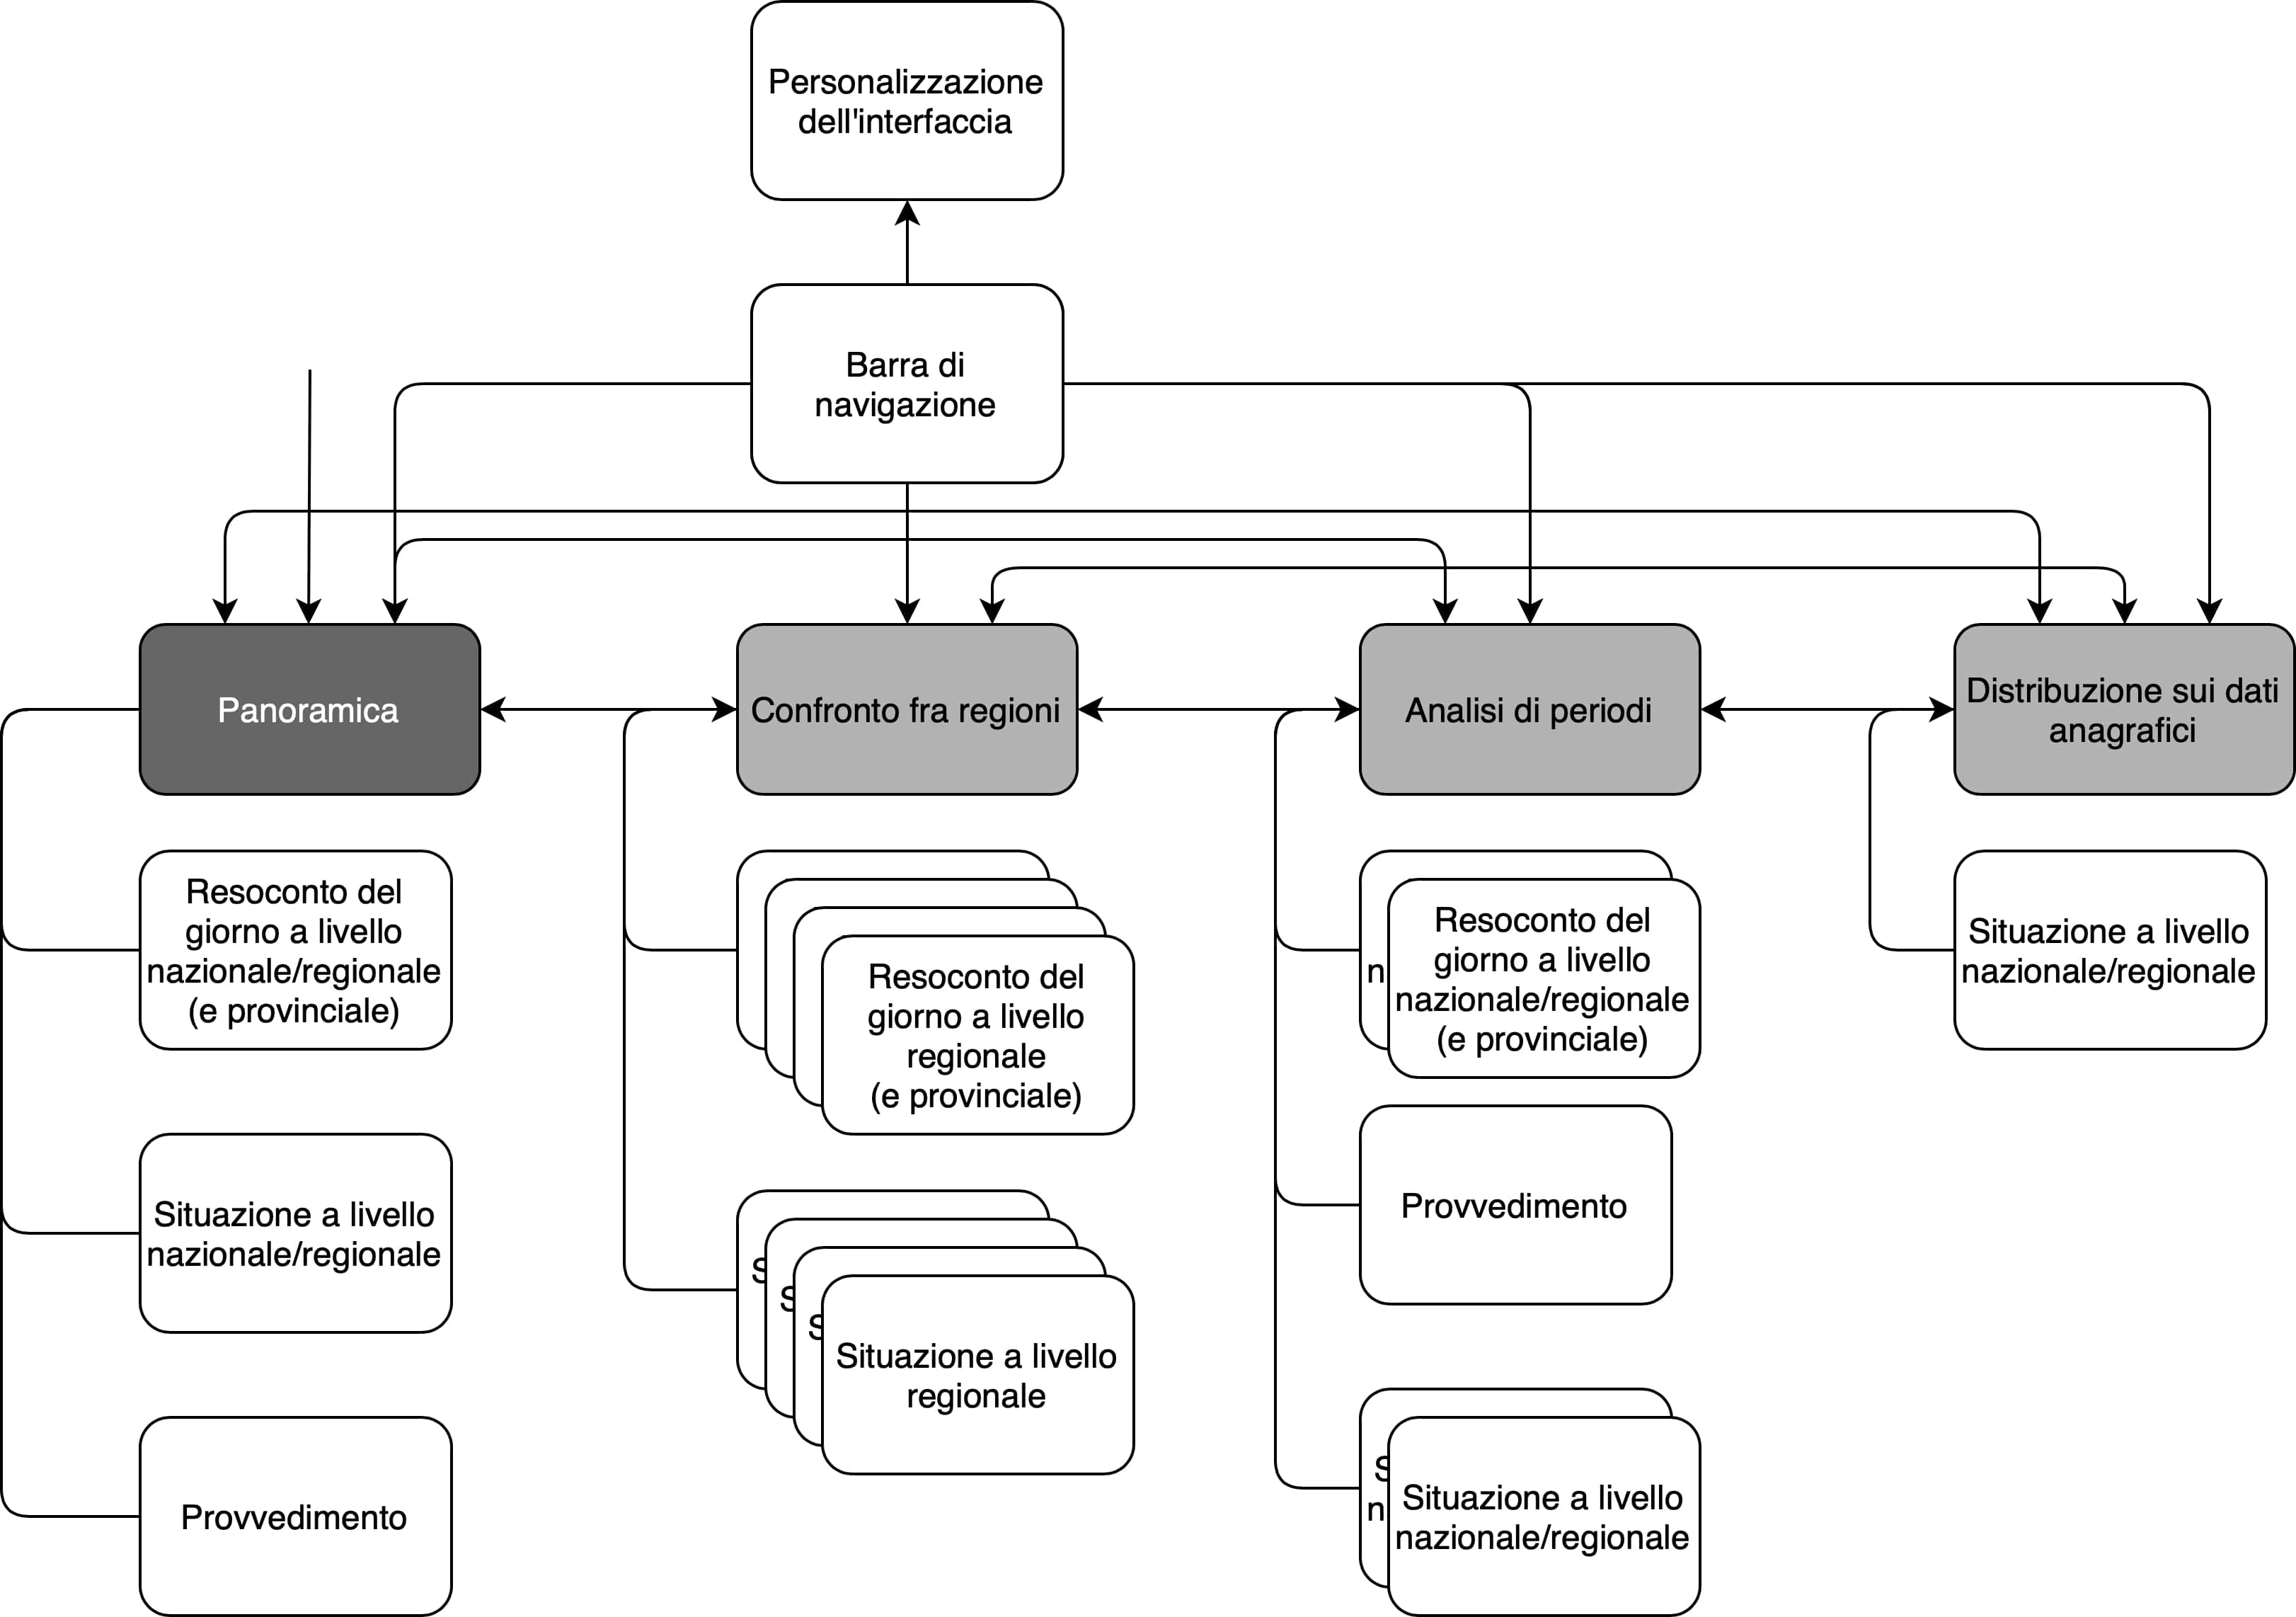 Personalizzazione
dell'interfaccia
Barra di
navigazione
Panoramica
Confronto fra regioni
Analisi di periodi
Distribuzione sui dati
anagrafici
Resoconto del
giorno a livello
nazionale/regionale
(e provinciale)
Situazione a livello
nazionale/regionale
Provvedimento
Resoconto del
giorno a livello
regionale
(e provinciale)
S
S
S
Situazione a livello
regionale
n
Resoconto del
giorno a livello
nazionale/regionale
(e provinciale)
Provvedimento
S
n
Situazione a livello
nazionale/regionale
Situazione a livello
nazionale/regionale